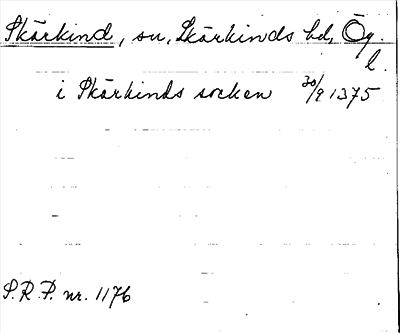 Skärkind, sn, Skärkinds hd, Ög.
l.
i Skärkinds socken 30/9 1375
S.R.P. nr. 1176